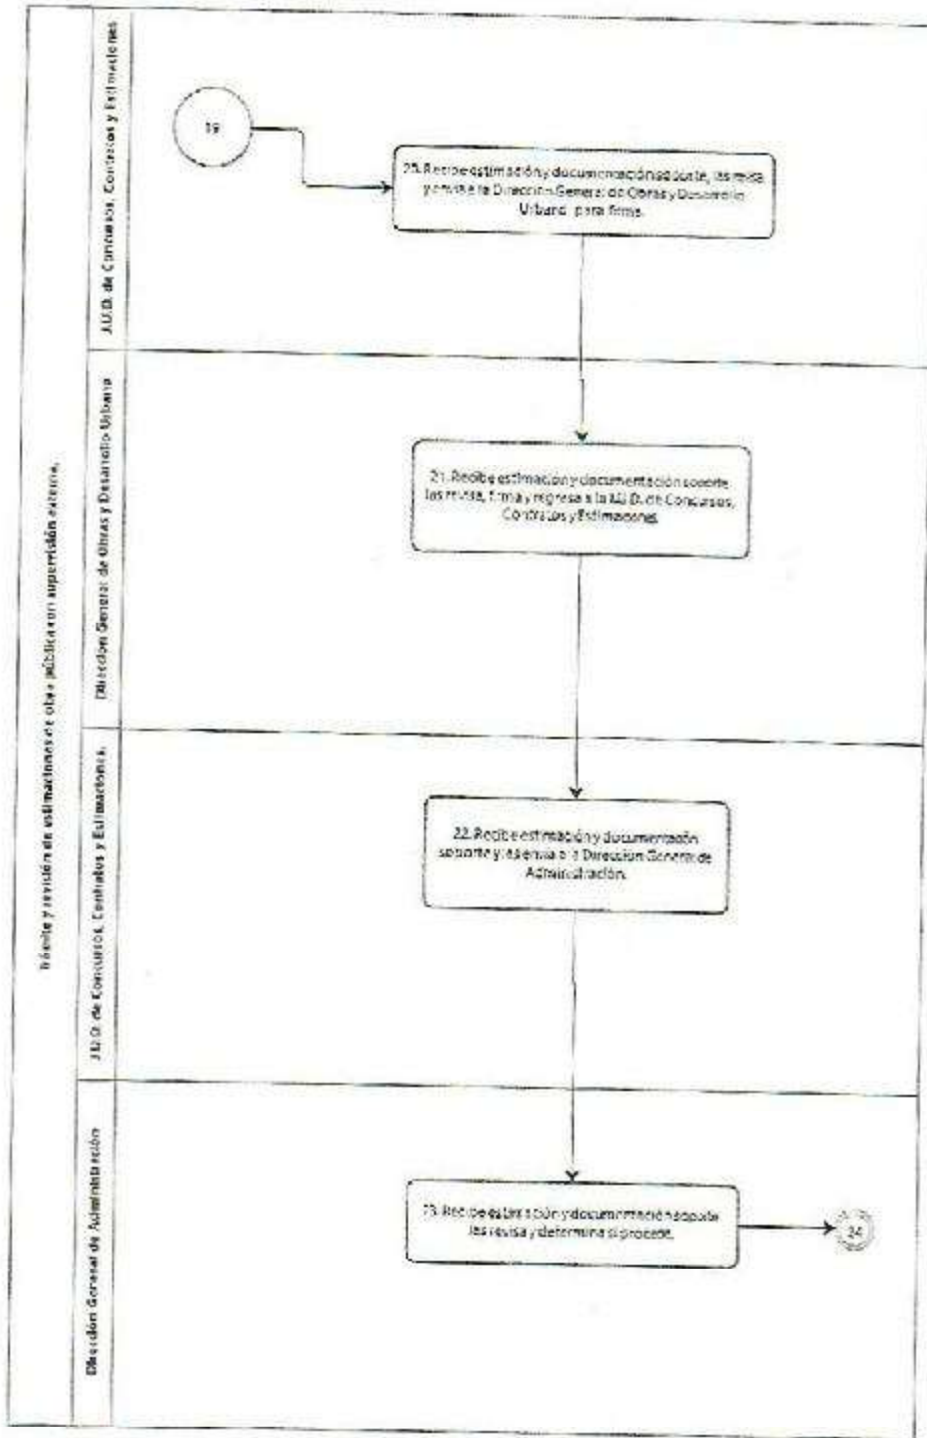 Trámite y revisión de estimaciones de obra pública con supervisión externa.
J.U.D. de Concursos, Contratos y Estimaciones
19
20. Recibe estimación y documentación soporte, las revisa
y envía a la Dirección General de Obras y Desarrollo
Urbano para firma.
Dirección General de Obras y Desarrollo Urbano
21. Recibe estimación y documentación soporte
las revisa, firma y regresa a la J.U.D. de Concursos,
Contratos y Estimaciones.
J.U.D. de Concursos, Contratos y Estimaciones.
22. Recibe estimación y documentación
soporte y las envía a la Dirección General de
Administración.
Dirección General de Administración
23. Recibe estimación y documentación soporte
las revisa y determina si procede.
24